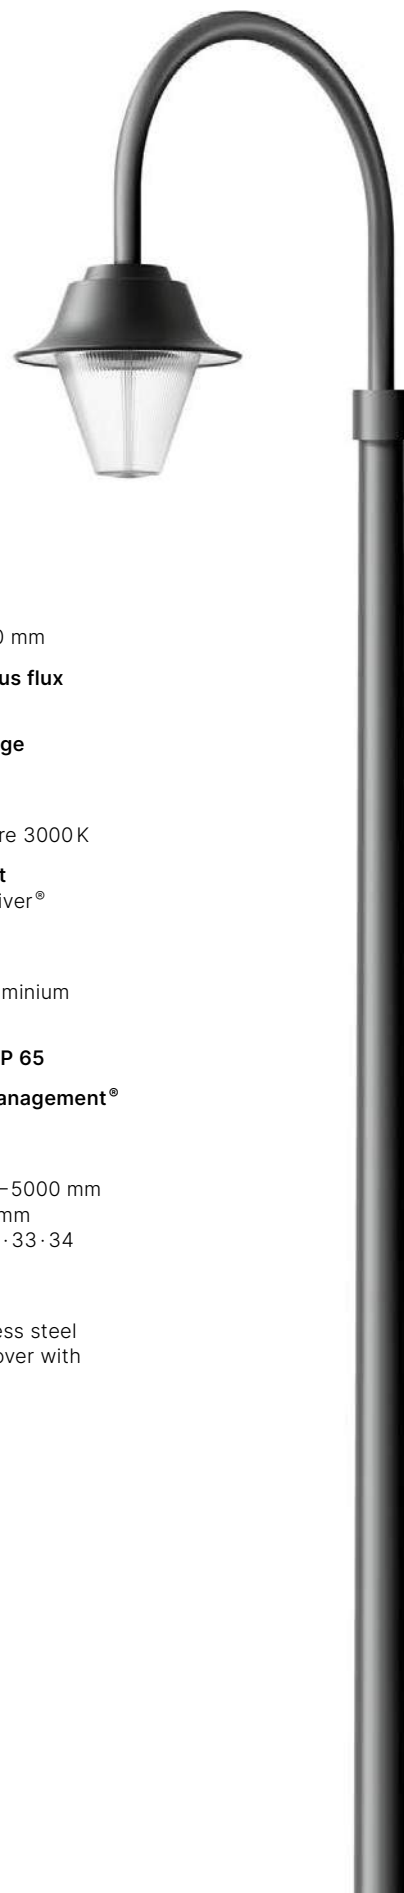 0 mm
us flux
ge
re 3000 K
t
iver®
minium
P 65
anagement®
–5000 mm
mm
· 33 · 34
ess steel
over with